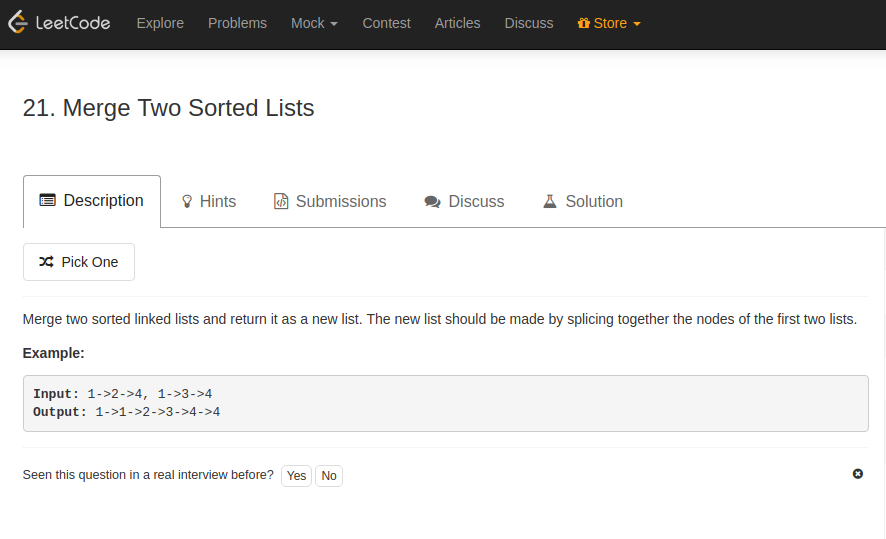 LeetCode Explore Problems Mock Contest Articles Discuss Store
21. Merge Two Sorted Lists
Description Hints Submissions Discuss Solution
Pick One
Merge two sorted linked lists and return it as a new list. The new list should be made by splicing together the nodes of the first two lists.
Example:
Input: 1->2->4, 1->3->4
Output: 1->1->2->3->4->4
Seen this question in a real interview before? Yes No